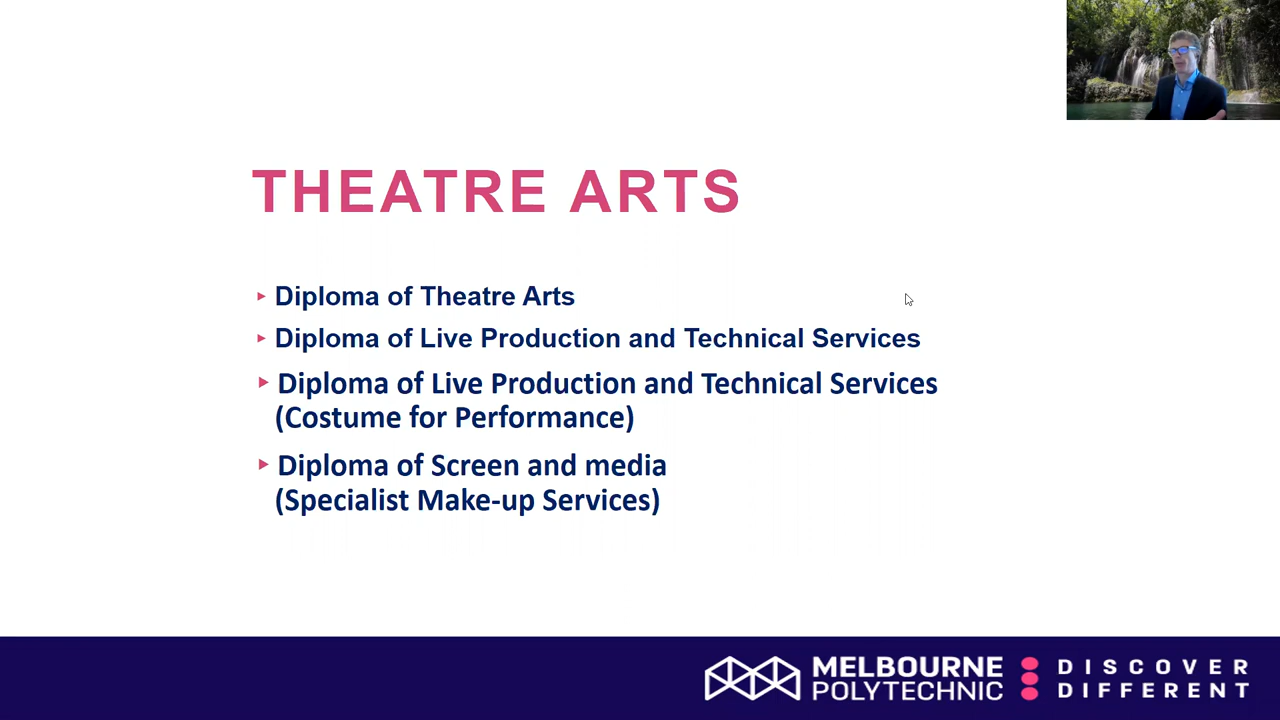 THEATRE ARTS
Diploma of Theatre Arts
Diploma of Live Production and Technical Services
Diploma of Live Production and Technical Services
(Costume for Performance)
Diploma of Screen and media
(Specialist Make-up Services)
MELBOURNE
POLYTECHNIC
DISCOVER
DIFFERENT